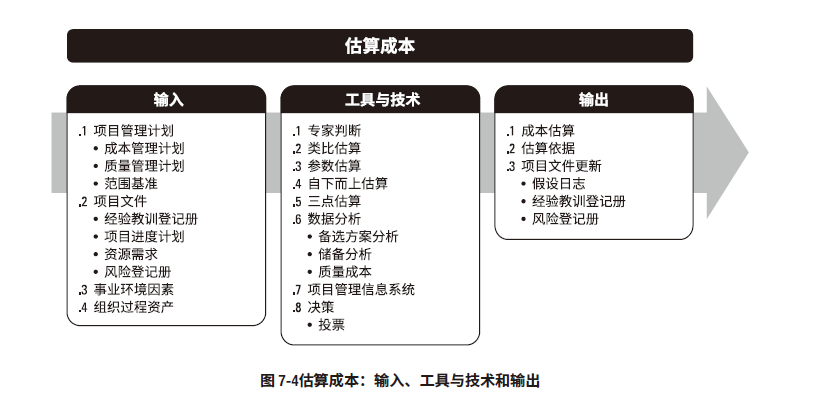 估算成本
输入
.1 项目管理计划
• 成本管理计划
• 质量管理计划
• 范围基准
.2 项目文件
• 经验教训登记册
• 项目进度计划
• 资源需求
• 风险登记册
.3 事业环境因素
.4 组织过程资产
工具与技术
.1 专家判断
.2 类比估算
.3 参数估算
.4 自下而上估算
.5 三点估算
.6 数据分析
• 备选方案分析
• 储备分析
• 质量成本
.7 项目管理信息系统
.8 决策
• 投票
输出
.1 成本估算
.2 估算依据
.3 项目文件更新
• 假设日志
• 经验教训登记册
• 风险登记册
图 7-4估算成本：输入、工具与技术和输出